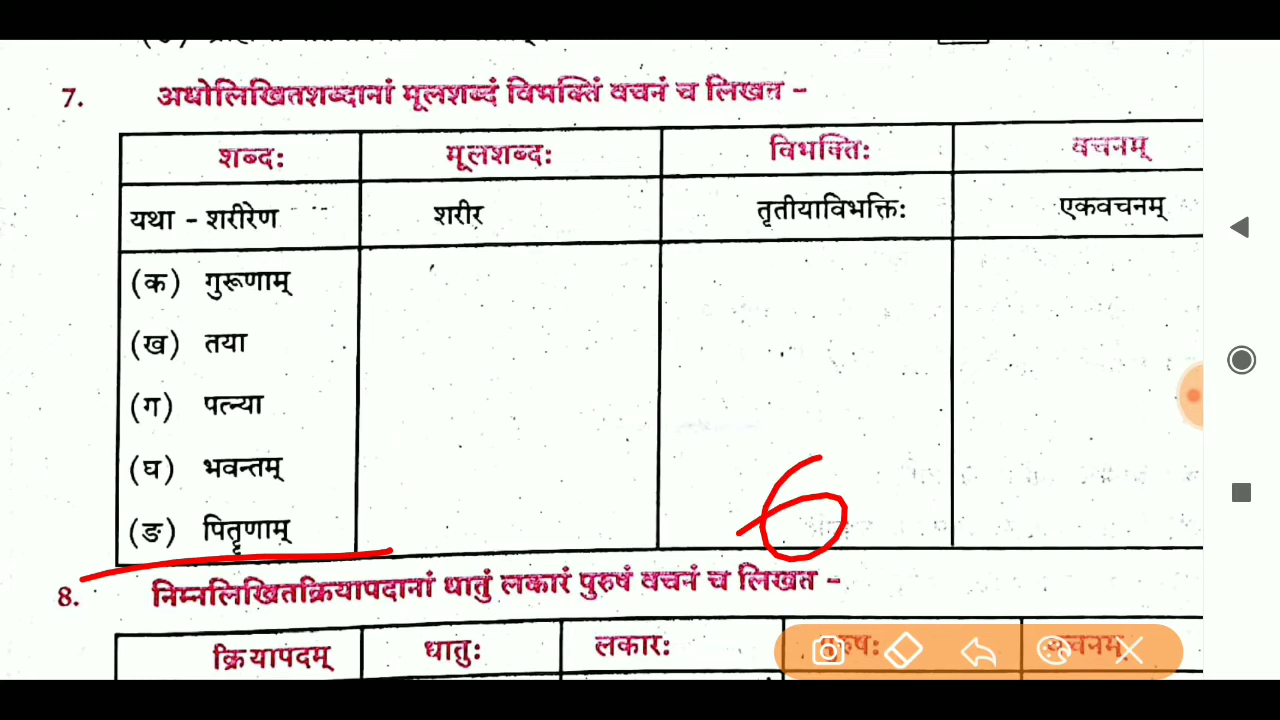 7. अधोलिखितशब्दानां मूलशब्दं विभक्तिं वचनं च लिखत –
शब्दः मूलशब्दः विभक्तिः वचनम्
यथा - शरीरेण शरीर तृतीयाविभक्तिः एकवचनम्
(क) गुरूणाम्
(ख) तया
(ग) पत्न्या
(घ) भवन्तम्
(ङ) पितॄणाम्
6
8. निम्नलिखितक्रियापदानां धातुं लकारं पुरुषं वचनं च लिखत –
क्रियापदम् धातुः लकारः पुरुषः वचनम्